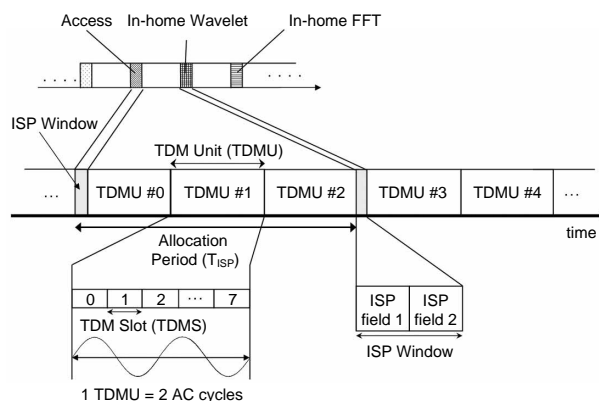 Access
In-home Wavelet
In-home FFT
. . . .
. . . .
ISP Window
TDM Unit (TDMU)
... TDMU #0 TDMU #1 TDMU #2 TDMU #3 TDMU #4 ...
time
Allocation
Period (TISP)
0 1 2 ... 7
TDM Slot (TDMS)
1 TDMU = 2 AC cycles
ISP
field 1
ISP
field 2
ISP Window